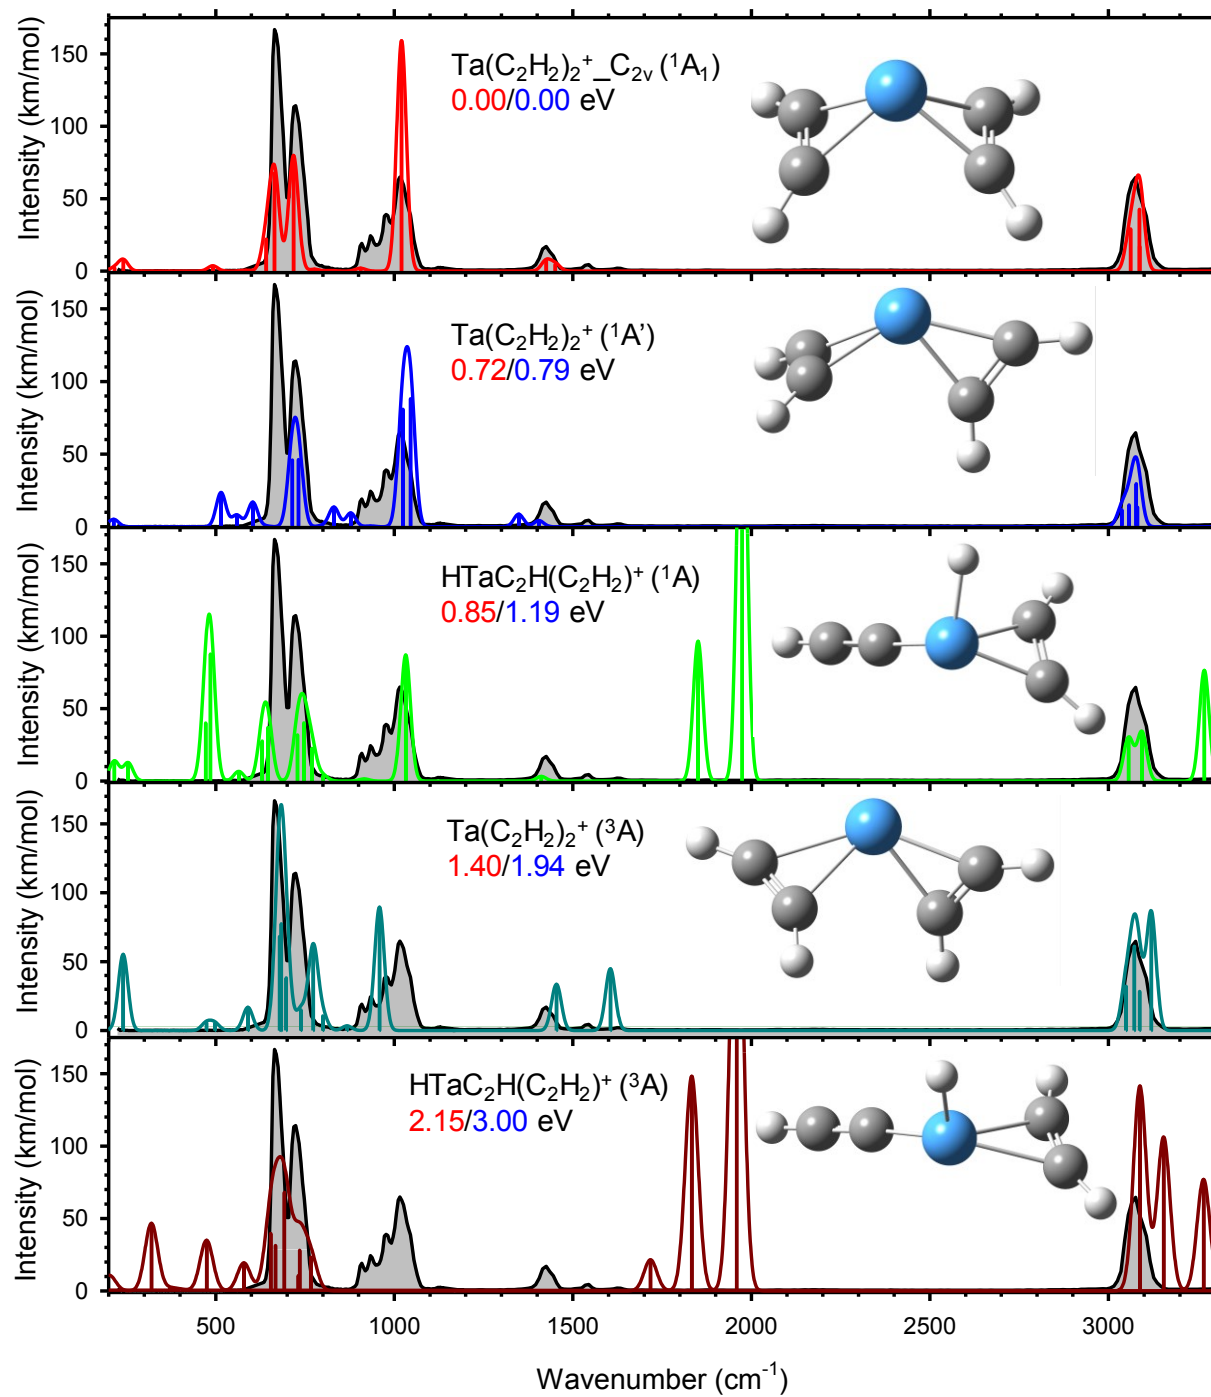 Intensity (km/mol)
150
100
50
0
Ta(C₂H₂)₂⁺_C₂ᵥ (¹A₁)
0.00/0.00 eV
Intensity (km/mol)
150
100
50
0
Ta(C₂H₂)₂⁺ (¹A’)
0.72/0.79 eV
Intensity (km/mol)
150
100
50
0
HTaC₂H(C₂H₂)⁺ (¹A)
0.85/1.19 eV
Intensity (km/mol)
150
100
50
0
Ta(C₂H₂)₂⁺ (³A)
1.40/1.94 eV
Intensity (km/mol)
150
100
50
0
HTaC₂H(C₂H₂)⁺ (³A)
2.15/3.00 eV
500 1000 1500 2000 2500 3000
Wavenumber (cm⁻¹)